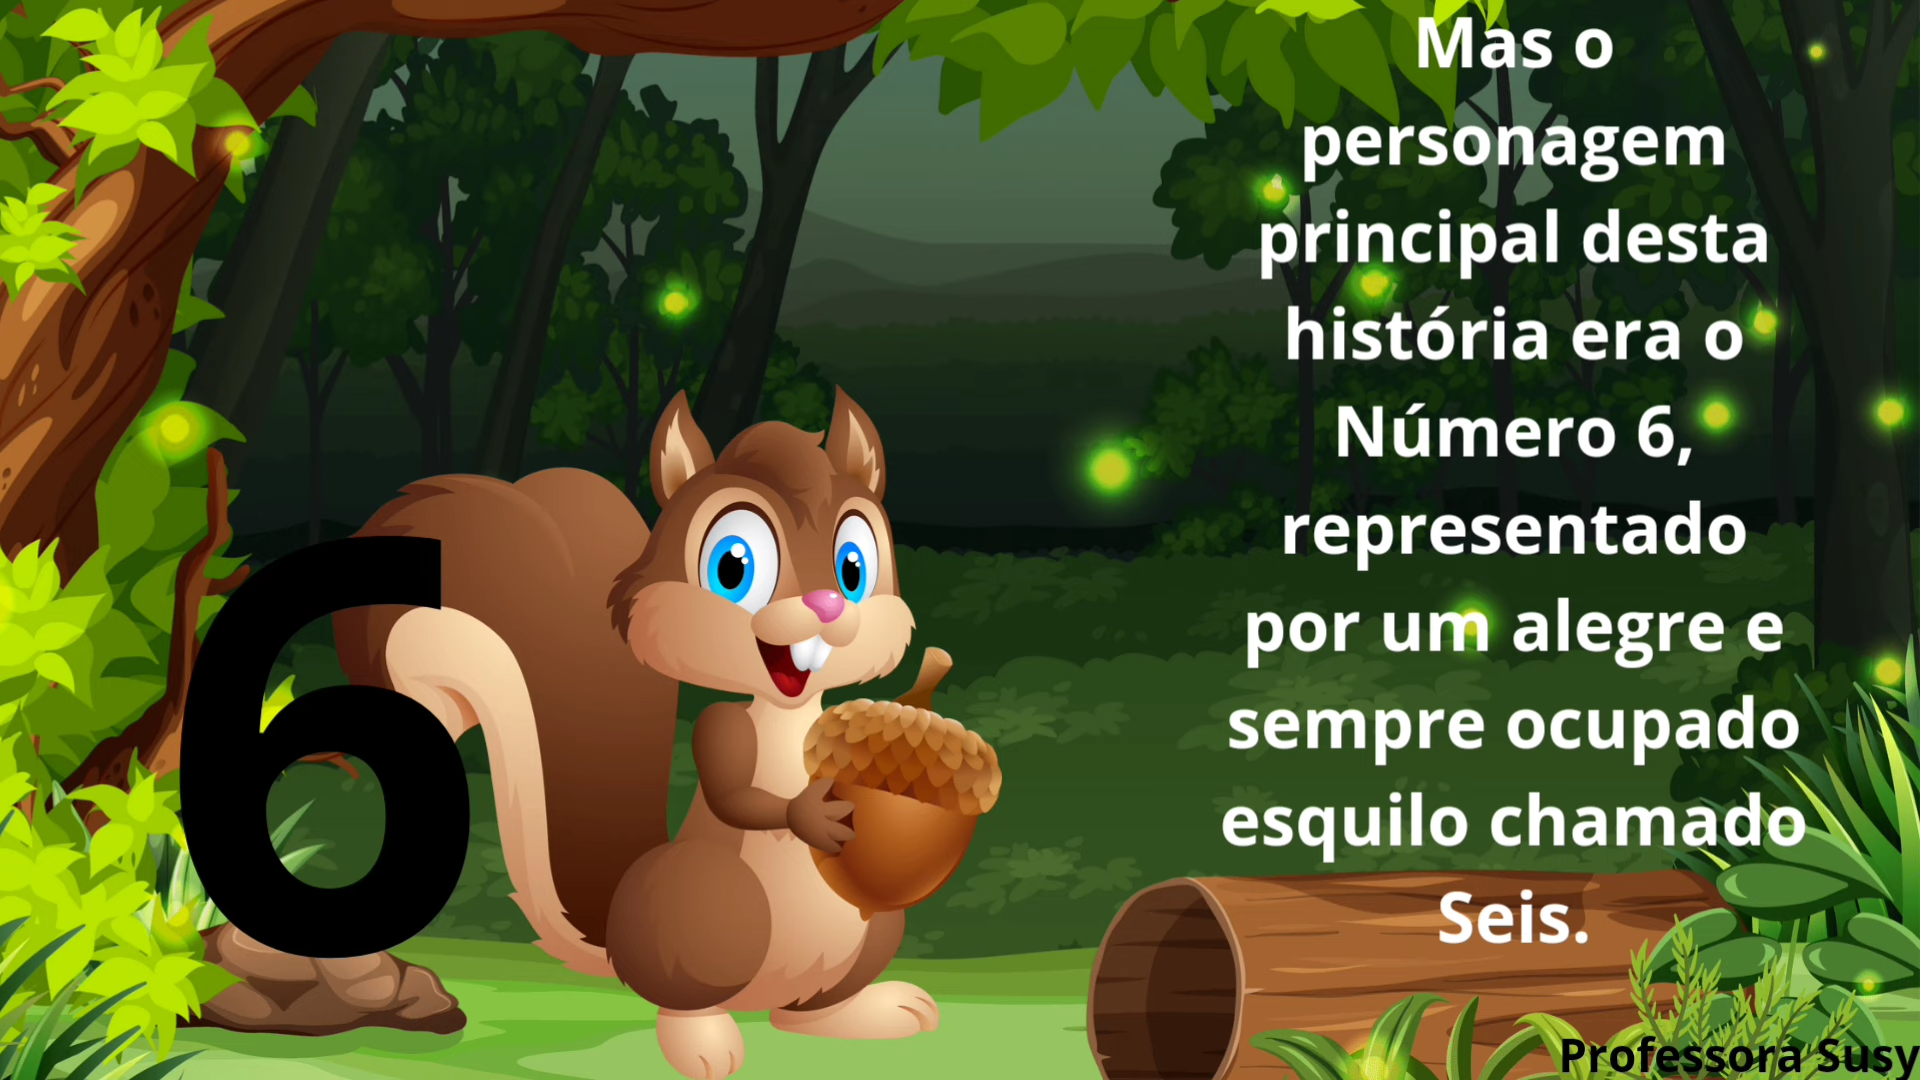 Mas o
personagem
principal desta
história era o
Número 6,
representado
por um alegre e
sempre ocupado
esquilo chamado
Seis.
6
Professora Susy